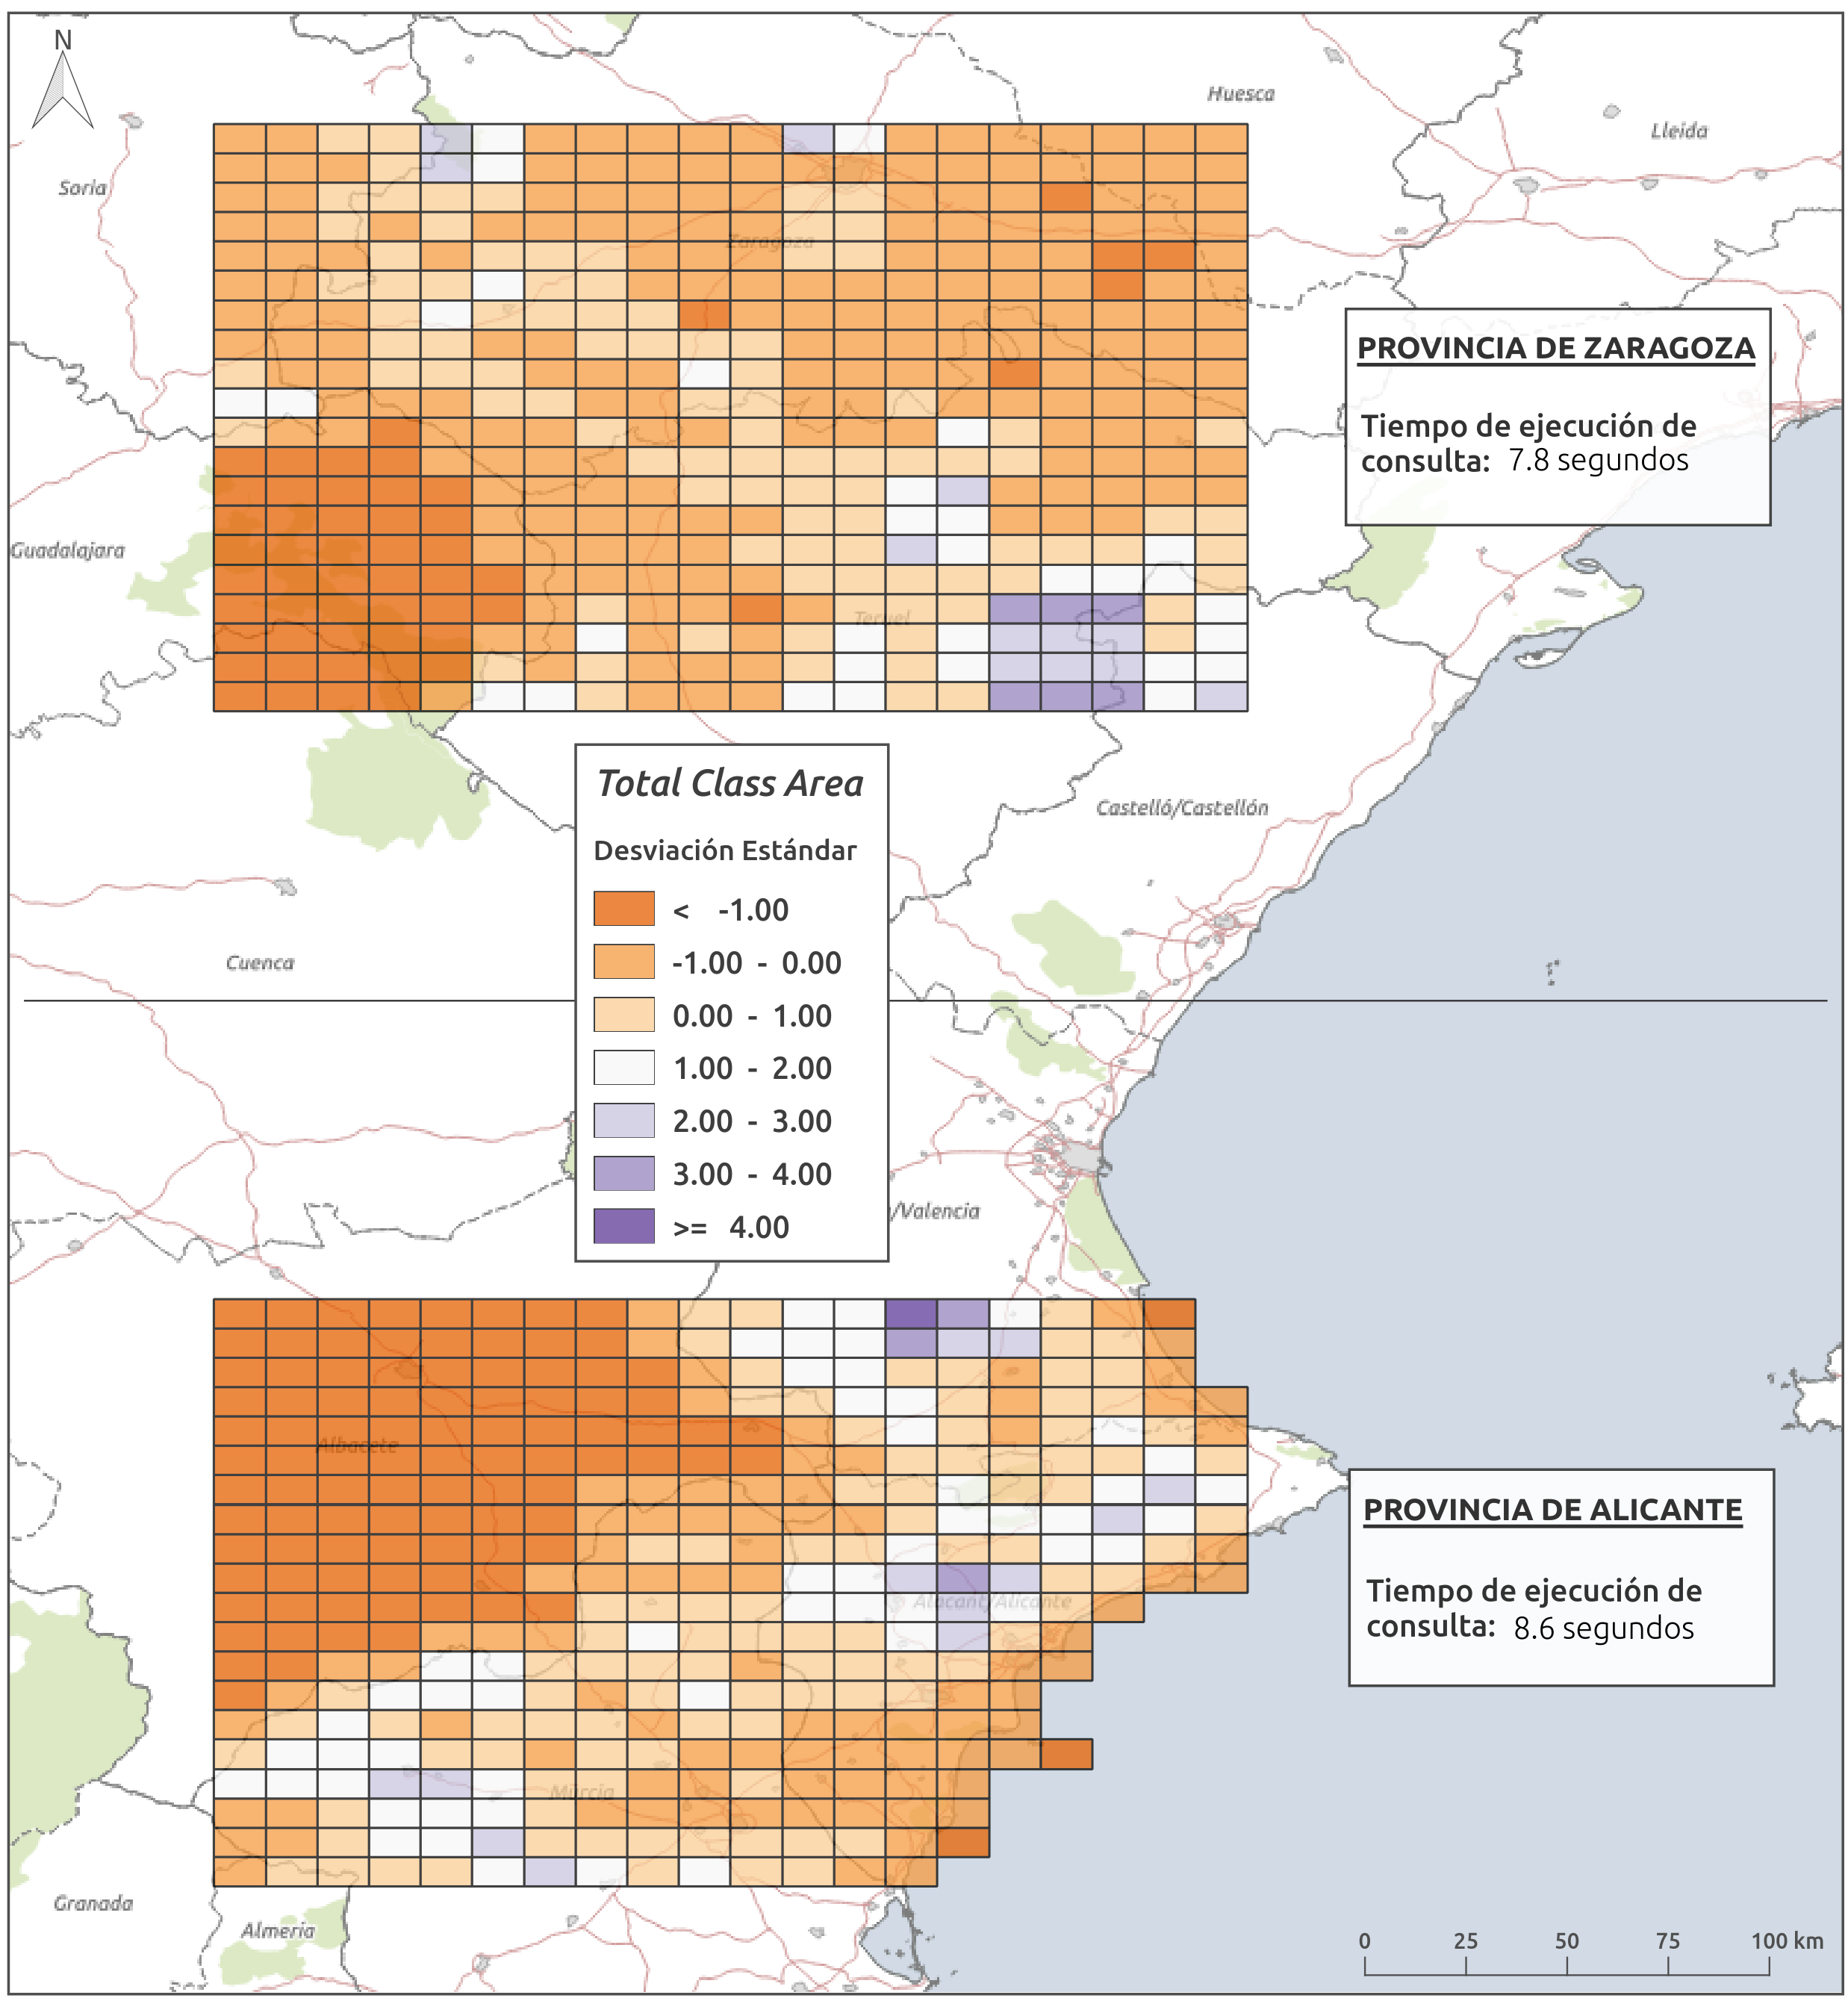 N
Huesca
Lleida
Soria
Zaragoza
PROVINCIA DE ZARAGOZA
Tiempo de ejecución de
consulta: 7.8 segundos
Guadalajara
Teruel
Total Class Area
Desviación Estándar
< -1.00
-1.00 - 0.00
0.00 - 1.00
1.00 - 2.00
2.00 - 3.00
3.00 - 4.00
>= 4.00
Castelló/Castellón
Cuenca
/Valencia
Albacete
PROVINCIA DE ALICANTE
Tiempo de ejecución de
consulta: 8.6 segundos
Alacant/Alicante
Murcia
Granada
Almería
0 25 50 75 100 km